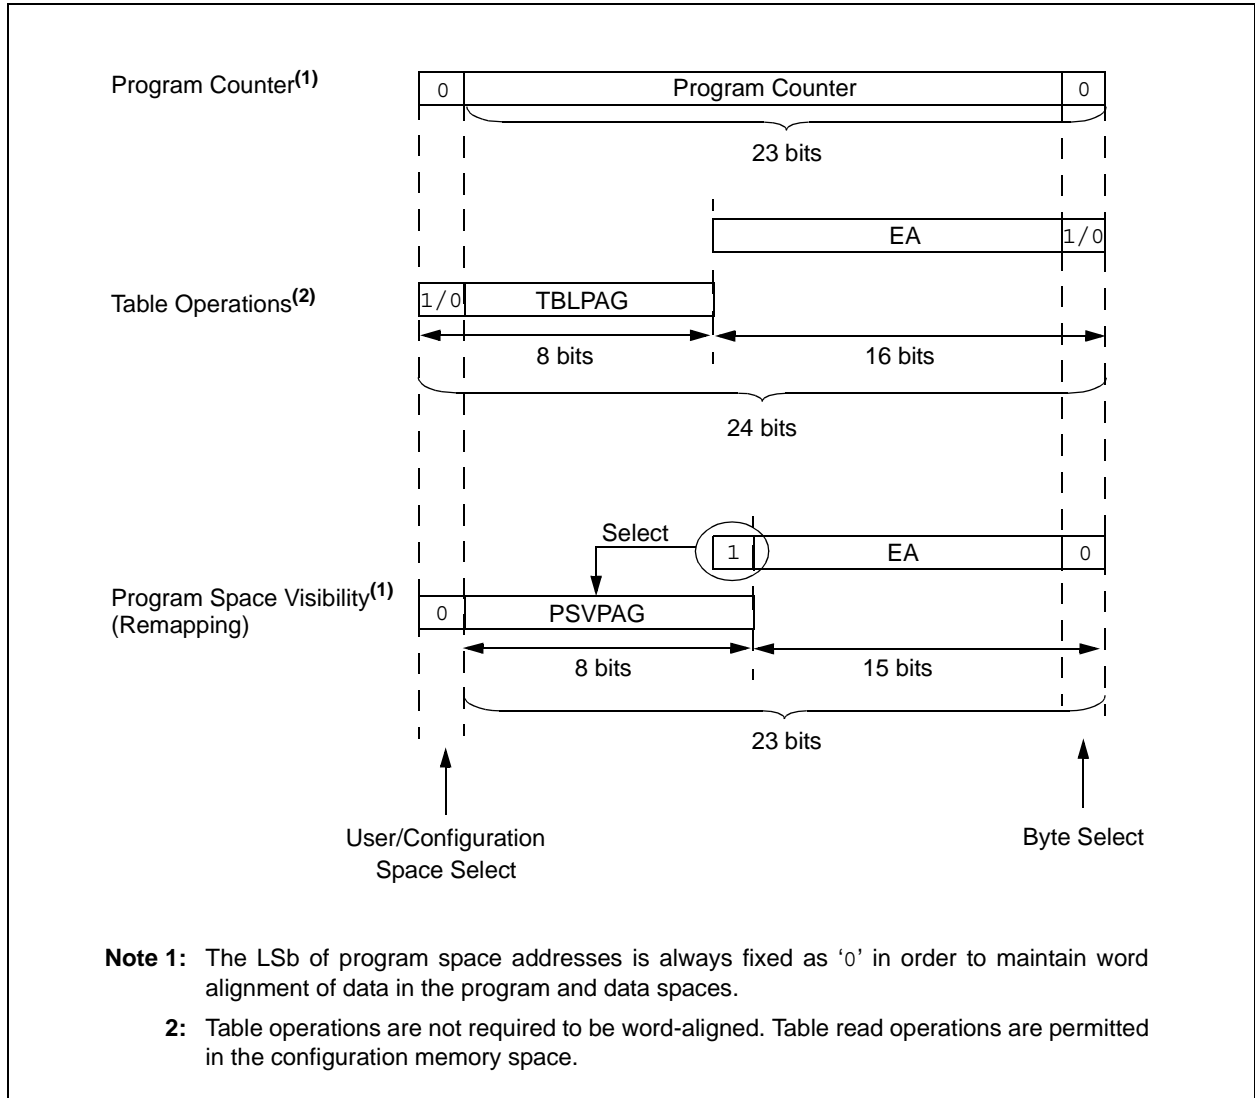 Program Counter(1)
0 Program Counter 0
23 bits
EA 1/0
Table Operations(2)
1/0 TBLPAG
8 bits 16 bits
24 bits
Select
1 EA 0
Program Space Visibility(1)
(Remapping)
0 PSVPAG
8 bits 15 bits
23 bits
User/Configuration
Space Select
Byte Select
Note 1: The LSb of program space addresses is always fixed as ‘0’ in order to maintain word
alignment of data in the program and data spaces.
2: Table operations are not required to be word-aligned. Table read operations are permitted
in the configuration memory space.